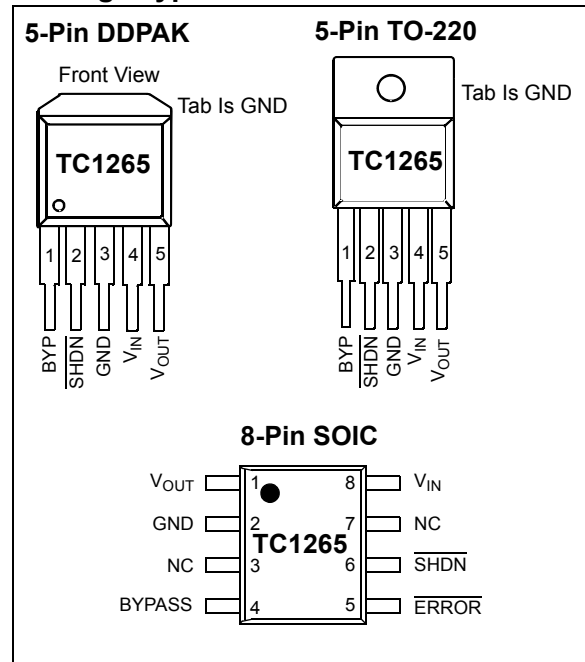 5-Pin DDPAK
Front View
Tab Is GND
TC1265
1 2 3 4 5
BYP
SHDN
GND
VIN
VOUT
5-Pin TO-220
Tab Is GND
TC1265
1 2 3 4 5
BYP
SHDN
GND
VIN
VOUT
8-Pin SOIC
VOUT 1 8 VIN
GND 2 7 NC
TC1265
NC 3 6 SHDN
BYPASS 4 5 ERROR